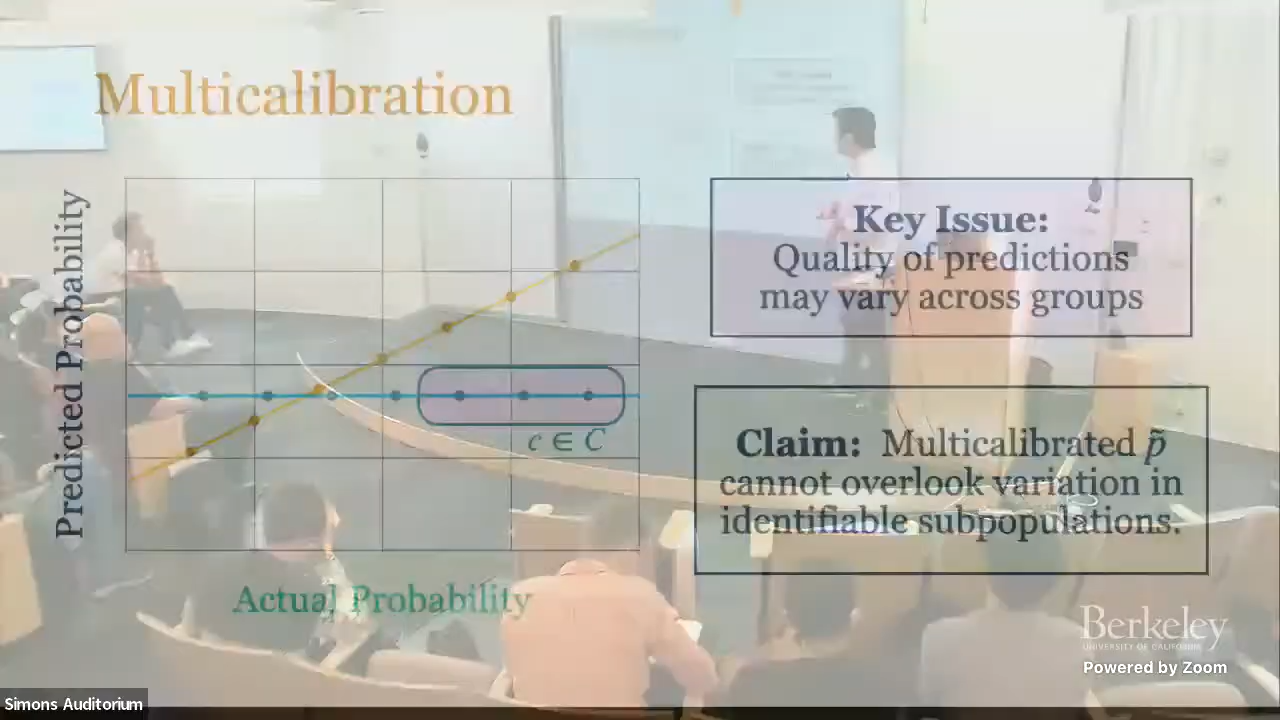 Multicalibration
Predicted Probability
Actual Probability
c ∈ C
Key Issue:
Quality of predictions
may vary across groups
Claim: Multicalibrated p̃
cannot overlook variation in
identifiable subpopulations.
Berkeley
UNIVERSITY OF CALIFORNIA
Powered by Zoom
Simons Auditorium